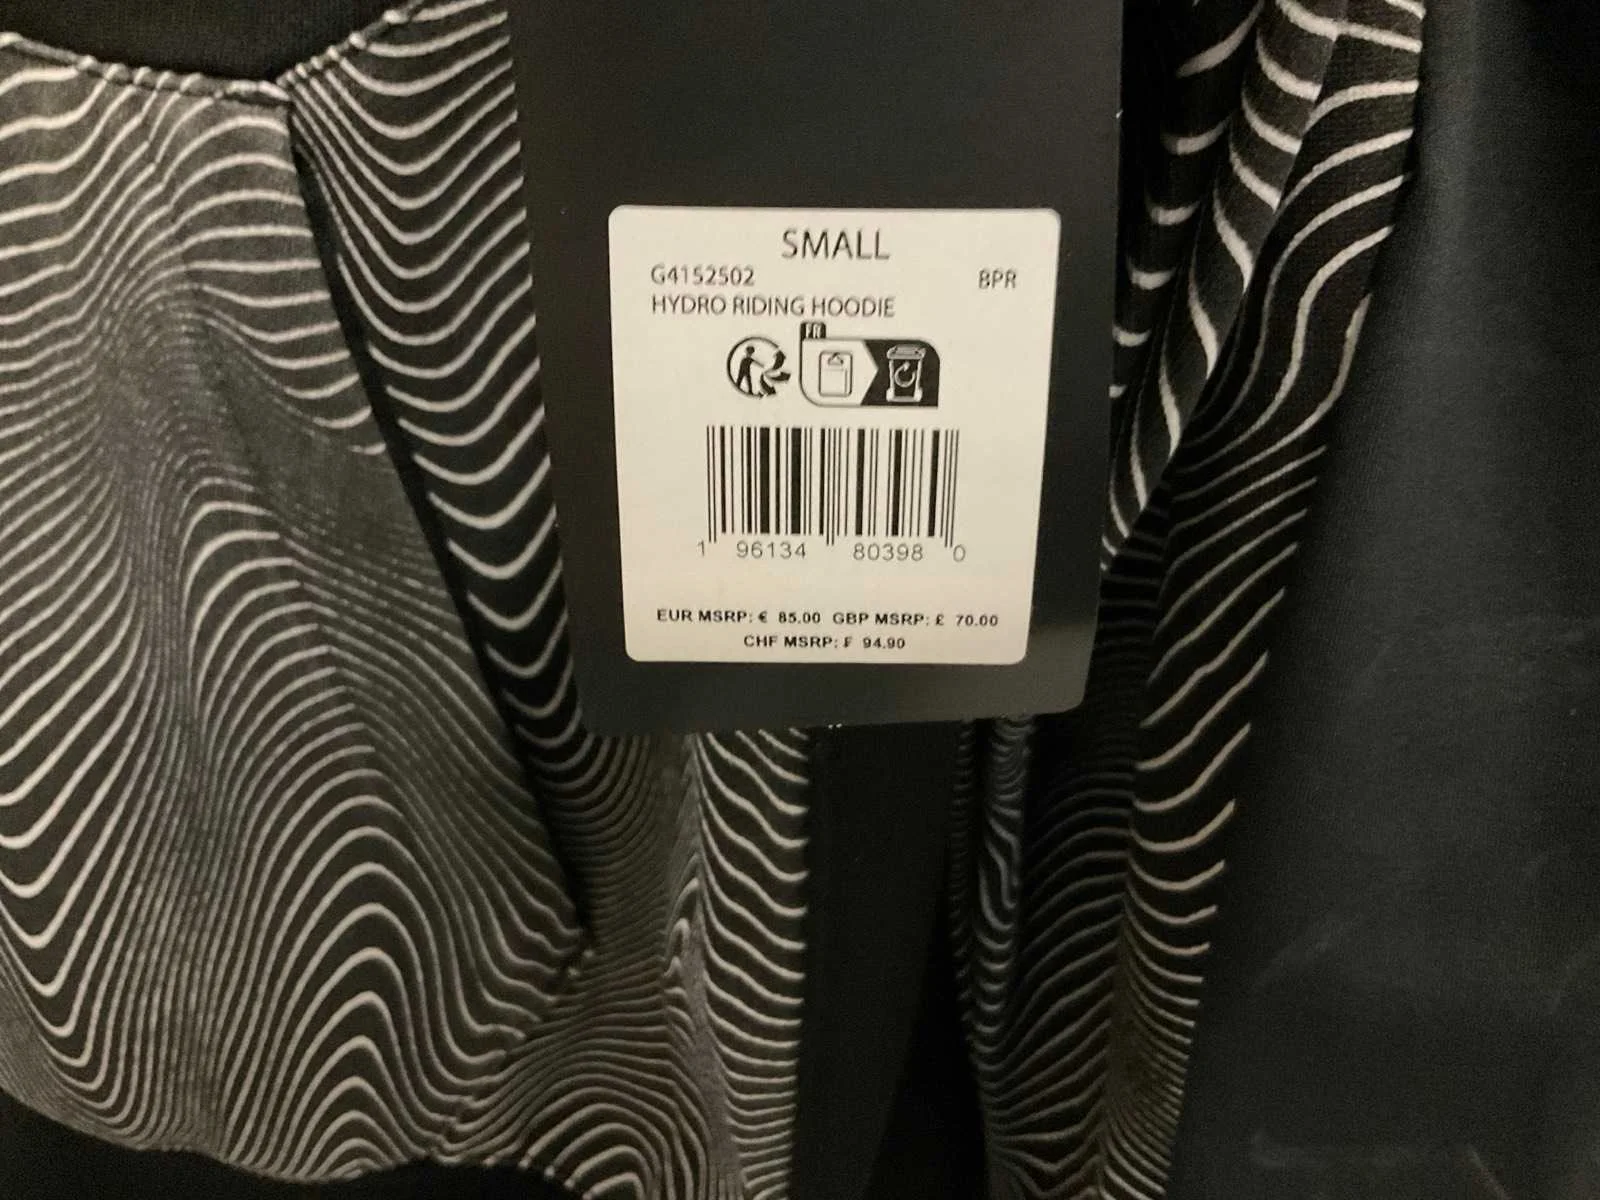 SMALL
G4152502 BPR
HYDRO RIDING HOODIE
FR
1 96134 80398 0
EUR MSRP: € 85.00 GBP MSRP: £ 70.00
CHF MSRP: ₣ 94.90